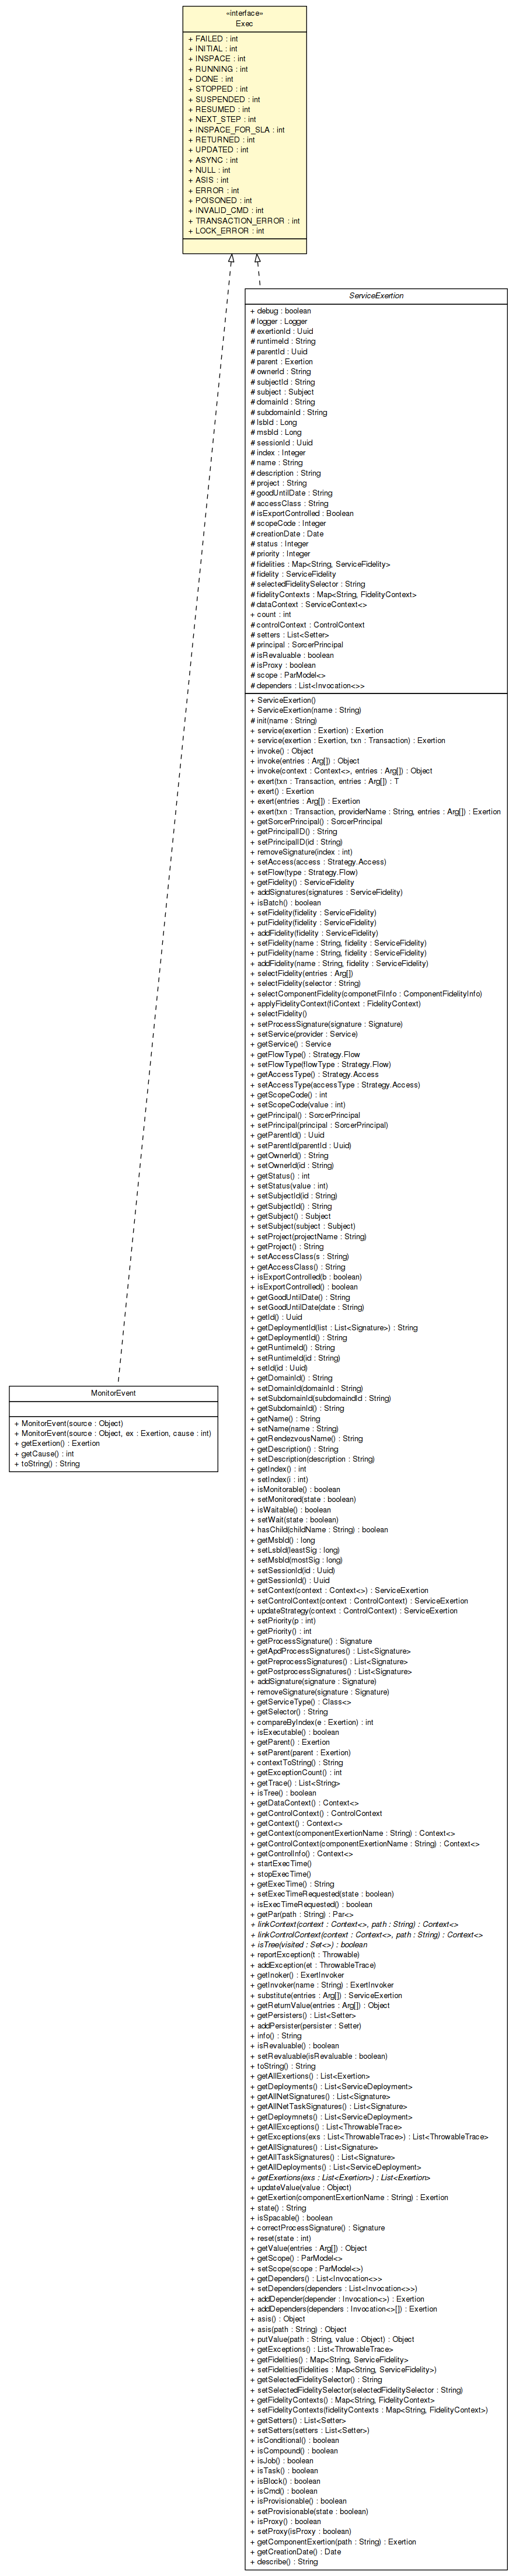 «interface»
Exec
+ FAILED : int
+ INITIAL : int
+ INSPACE : int
+ RUNNING : int
+ DONE : int
+ STOPPED : int
+ SUSPENDED : int
+ RESUMED : int
+ NEXT_STEP : int
+ INSPACE_FOR_SLA : int
+ RETURNED : int
+ UPDATED : int
+ ASYNC : int
+ NULL : int
+ ASIS : int
+ ERROR : int
+ POISONED : int
+ INVALID_CMD : int
+ TRANSACTION_ERROR : int
+ LOCK_ERROR : int
ServiceExertion
+ debug : boolean
# logger : Logger
# exertionId : Uuid
# runtimeId : String
# parentId : Uuid
# parent : Exertion
# ownerId : String
# subjectId : String
# subject : Subject
# domainId : String
# subdomainId : String
# lsbId : Long
# msbId : Long
# sessionId : Uuid
# index : Integer
# name : String
# description : String
# project : String
# goodUntilDate : String
# accessClass : String
# isExportControlled : Boolean
# scopeCode : Integer
# creationDate : Date
# status : Integer
# priority : Integer
# fidelities : Map<String, ServiceFidelity>
# fidelity : ServiceFidelity
# selectedFidelitySelector : String
# fidelityContexts : Map<String, FidelityContext>
# dataContext : ServiceContext<>
+ count : int
# controlContext : ControlContext
# setters : List<Setter>
# principal : SorcerPrincipal
# isRevaluable : boolean
# isProxy : boolean
# scope : ParModel<>
# dependers : List<Invocation<>>
+ ServiceExertion()
+ ServiceExertion(name : String)
# init(name : String)
+ service(exertion : Exertion) : Exertion
+ service(exertion : Exertion, txn : Transaction) : Exertion
+ invoke() : Object
+ invoke(entries : Arg[]) : Object
+ invoke(context : Context<>, entries : Arg[]) : Object
+ exert(txn : Transaction, entries : Arg[]) : T
+ exert() : Exertion
+ exert(entries : Arg[]) : Exertion
+ exert(txn : Transaction, providerName : String, entries : Arg[]) : Exertion
+ getSorcerPrincipal() : SorcerPrincipal
+ getPrincipalID() : String
+ setPrincipalID(id : String)
+ removeSignature(index : int)
+ setAccess(access : Strategy.Access)
+ setFlow(type : Strategy.Flow)
+ getFidelity() : ServiceFidelity
+ addSignatures(signatures : ServiceFidelity)
+ isBatch() : boolean
+ setFidelity(fidelity : ServiceFidelity)
+ putFidelity(fidelity : ServiceFidelity)
+ addFidelity(fidelity : ServiceFidelity)
+ setFidelity(name : String, fidelity : ServiceFidelity)
+ putFidelity(name : String, fidelity : ServiceFidelity)
+ addFidelity(name : String, fidelity : ServiceFidelity)
+ selectFidelity(entries : Arg[])
+ selectFidelity(selector : String)
+ selectComponentFidelity(componetFiInfo : ComponentFidelityInfo)
+ applyFidelityContext(fiContext : FidelityContext)
+ selectFidelity()
+ setProcessSignature(signature : Signature)
+ setService(provider : Service)
+ getService() : Service
+ getFlowType() : Strategy.Flow
+ setFlowType(flowType : Strategy.Flow)
+ getAccessType() : Strategy.Access
+ setAccessType(accessType : Strategy.Access)
+ getScopeCode() : int
+ setScopeCode(value : int)
+ getPrincipal() : SorcerPrincipal
+ setPrincipal(principal : SorcerPrincipal)
+ getParentId() : Uuid
+ setParentId(parentId : Uuid)
+ getOwnerId() : String
+ setOwnerId(id : String)
+ getStatus() : int
+ setStatus(value : int)
+ setSubjectId(id : String)
+ getSubjectId() : String
+ getSubject() : Subject
+ setSubject(subject : Subject)
+ setProject(projectName : String)
+ getProject() : String
+ setAccessClass(s : String)
+ getAccessClass() : String
+ isExportControlled(b : boolean)
+ isExportControlled() : boolean
+ getGoodUntilDate() : String
+ setGoodUntilDate(date : String)
+ getId() : Uuid
+ getDeploymentId(list : List<Signature>) : String
+ getDeploymentId() : String
+ getRuntimeId() : String
+ setRuntimeId(id : String)
+ setId(id : Uuid)
+ getDomainId() : String
+ setDomainId(domainId : String)
+ setSubdomainId(subdomaindId : String)
+ getSubdomainId() : String
+ getName() : String
+ setName(name : String)
+ getRendezvousName() : String
+ getDescription() : String
+ setDescription(description : String)
+ getIndex() : int
+ setIndex(i : int)
+ isMonitorable() : boolean
+ setMonitored(state : boolean)
+ isWaitable() : boolean
+ setWait(state : boolean)
+ hasChild(childName : String) : boolean
+ getMsbId() : long
+ setLsbId(leastSig : long)
+ setMsbId(mostSig : long)
+ setSessionId(id : Uuid)
+ getSessionId() : Uuid
+ setContext(context : Context<>) : ServiceExertion
+ setControlContext(context : ControlContext) : ServiceExertion
+ updateStrategy(context : ControlContext) : ServiceExertion
+ setPriority(p : int)
+ getPriority() : int
+ getProcessSignature() : Signature
+ getApdProcessSignatures() : List<Signature>
+ getPreprocessSignatures() : List<Signature>
+ getPostprocessSignatures() : List<Signature>
+ addSignature(signature : Signature)
+ removeSignature(signature : Signature)
+ getServiceType() : Class<>
+ getSelector() : String
+ compareByIndex(e : Exertion) : int
+ isExecutable() : boolean
+ getParent() : Exertion
+ setParent(parent : Exertion)
+ contextToString() : String
+ getExceptionCount() : int
+ getTrace() : List<String>
+ isTree() : boolean
+ getDataContext() : Context<>
+ getControlContext() : ControlContext
+ getContext() : Context<>
+ getContext(componentExertionName : String) : Context<>
+ getControlContext(componentExertionName : String) : Context<>
+ getControlInfo() : Context<>
+ startExecTime()
+ stopExecTime()
+ getExecTime() : String
+ setExecTimeRequested(state : boolean)
+ isExecTimeRequested() : boolean
+ getPar(path : String) : Par<>
+ linkContext(context : Context<>, path : String) : Context<>
+ linkControlContext(context : Context<>, path : String) : Context<>
+ isTree(visited : Set<>) : boolean
+ reportException(t : Throwable)
+ addException(et : ThrowableTrace)
+ getInoker() : ExertInvoker
+ getInvoker(name : String) : ExertInvoker
+ substitute(entries : Arg[]) : ServiceExertion
+ getReturnValue(entries : Arg[]) : Object
+ getPersisters() : List<Setter>
+ addPersister(persister : Setter)
+ info() : String
+ isRevaluable() : boolean
+ setRevaluable(isRevaluable : boolean)
+ toString() : String
+ getAllExertions() : List<Exertion>
+ getDeployments() : List<ServiceDeployment>
+ getAllNetSignatures() : List<Signature>
+ getAllNetTaskSignatures() : List<Signature>
+ getDeploymnets() : List<ServiceDeployment>
+ getAllExceptions() : List<ThrowableTrace>
+ getExceptions(exs : List<ThrowableTrace>) : List<ThrowableTrace>
+ getAllSignatures() : List<Signature>
+ getAllTaskSignatures() : List<Signature>
+ getAllDeployments() : List<ServiceDeployment>
+ getExertions(exs : List<Exertion>) : List<Exertion>
+ updateValue(value : Object)
+ getExertion(componentExertionName : String) : Exertion
+ state() : String
+ isSpacable() : boolean
+ correctProcessSignature() : Signature
+ reset(state : int)
+ getValue(entries : Arg[]) : Object
+ getScope() : ParModel<>
+ setScope(scope : ParModel<>)
+ getDependers() : List<Invocation<>>
+ setDependers(dependers : List<Invocation<>>)
+ addDepender(depender : Invocation<>) : Exertion
+ addDependers(dependers : Invocation<>[]) : Exertion
+ asis() : Object
+ asis(path : String) : Object
+ putValue(path : String, value : Object) : Object
+ getExceptions() : List<ThrowableTrace>
+ getFidelities() : Map<String, ServiceFidelity>
+ setFidelities(fidelities : Map<String, ServiceFidelity>)
+ getSelectedFidelitySelector() : String
+ setSelectedFidelitySelector(selectedFidelitySelector : String)
+ getFidelityContexts() : Map<String, FidelityContext>
+ setFidelityContexts(fidelityContexts : Map<String, FidelityContext>)
+ getSetters() : List<Setter>
+ setSetters(setters : List<Setter>)
+ isConditional() : boolean
+ isCompound() : boolean
+ isJob() : boolean
+ isTask() : boolean
+ isBlock() : boolean
+ isCmd() : boolean
+ isProvisionable() : boolean
+ setProvisionable(state : boolean)
+ isProxy() : boolean
+ setProxy(isProxy : boolean)
+ getComponentExertion(path : String) : Exertion
+ getCreationDate() : Date
+ describe() : String
MonitorEvent
+ MonitorEvent(source : Object)
+ MonitorEvent(source : Object, ex : Exertion, cause : int)
+ getExertion() : Exertion
+ getCause() : int
+ toString() : String